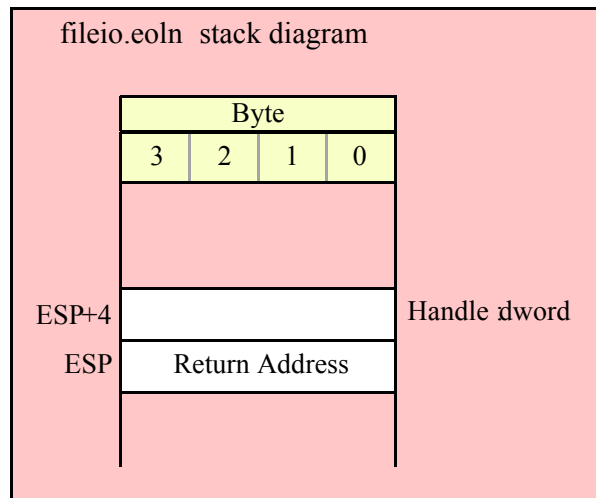 fileio.eoln stack diagram
Byte
3 2 1 0
ESP+4 Handle :dword
ESP Return Address